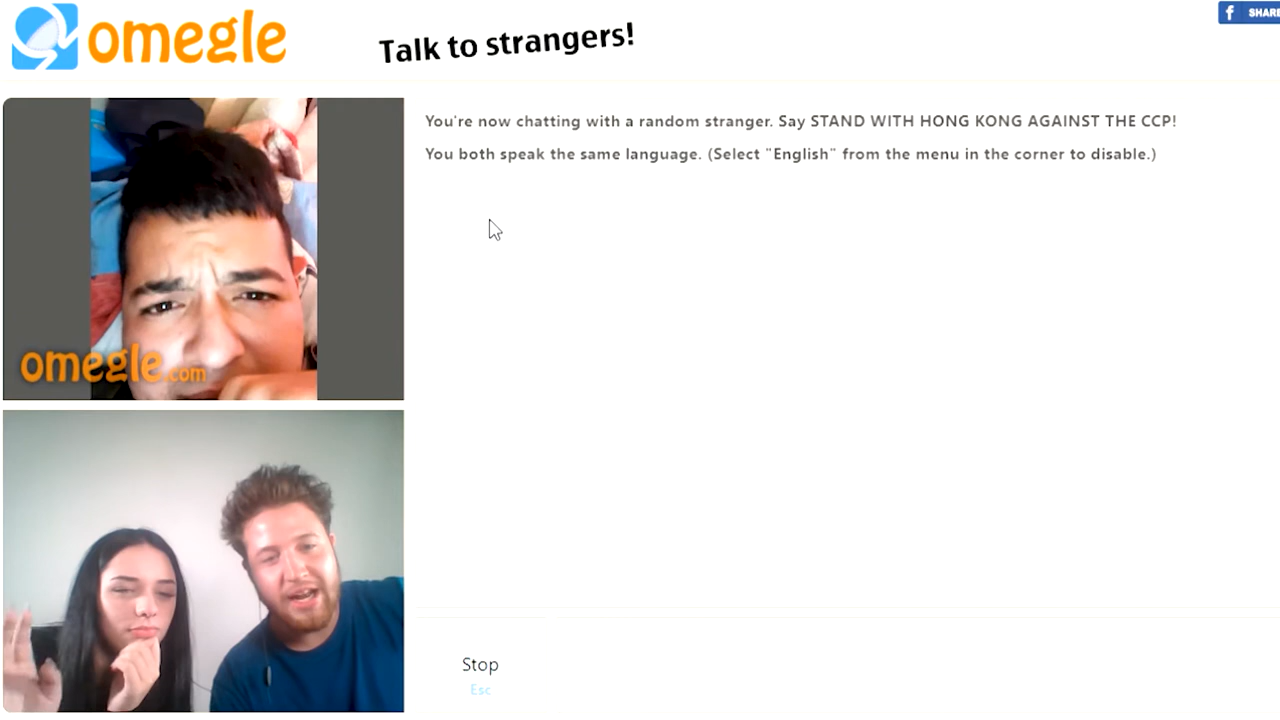 omegle
Talk to strangers!
f SHARE
You're now chatting with a random stranger. Say STAND WITH HONG KONG AGAINST THE CCP!
You both speak the same language. (Select "English" from the menu in the corner to disable.)
omegle.com
Stop
Esc